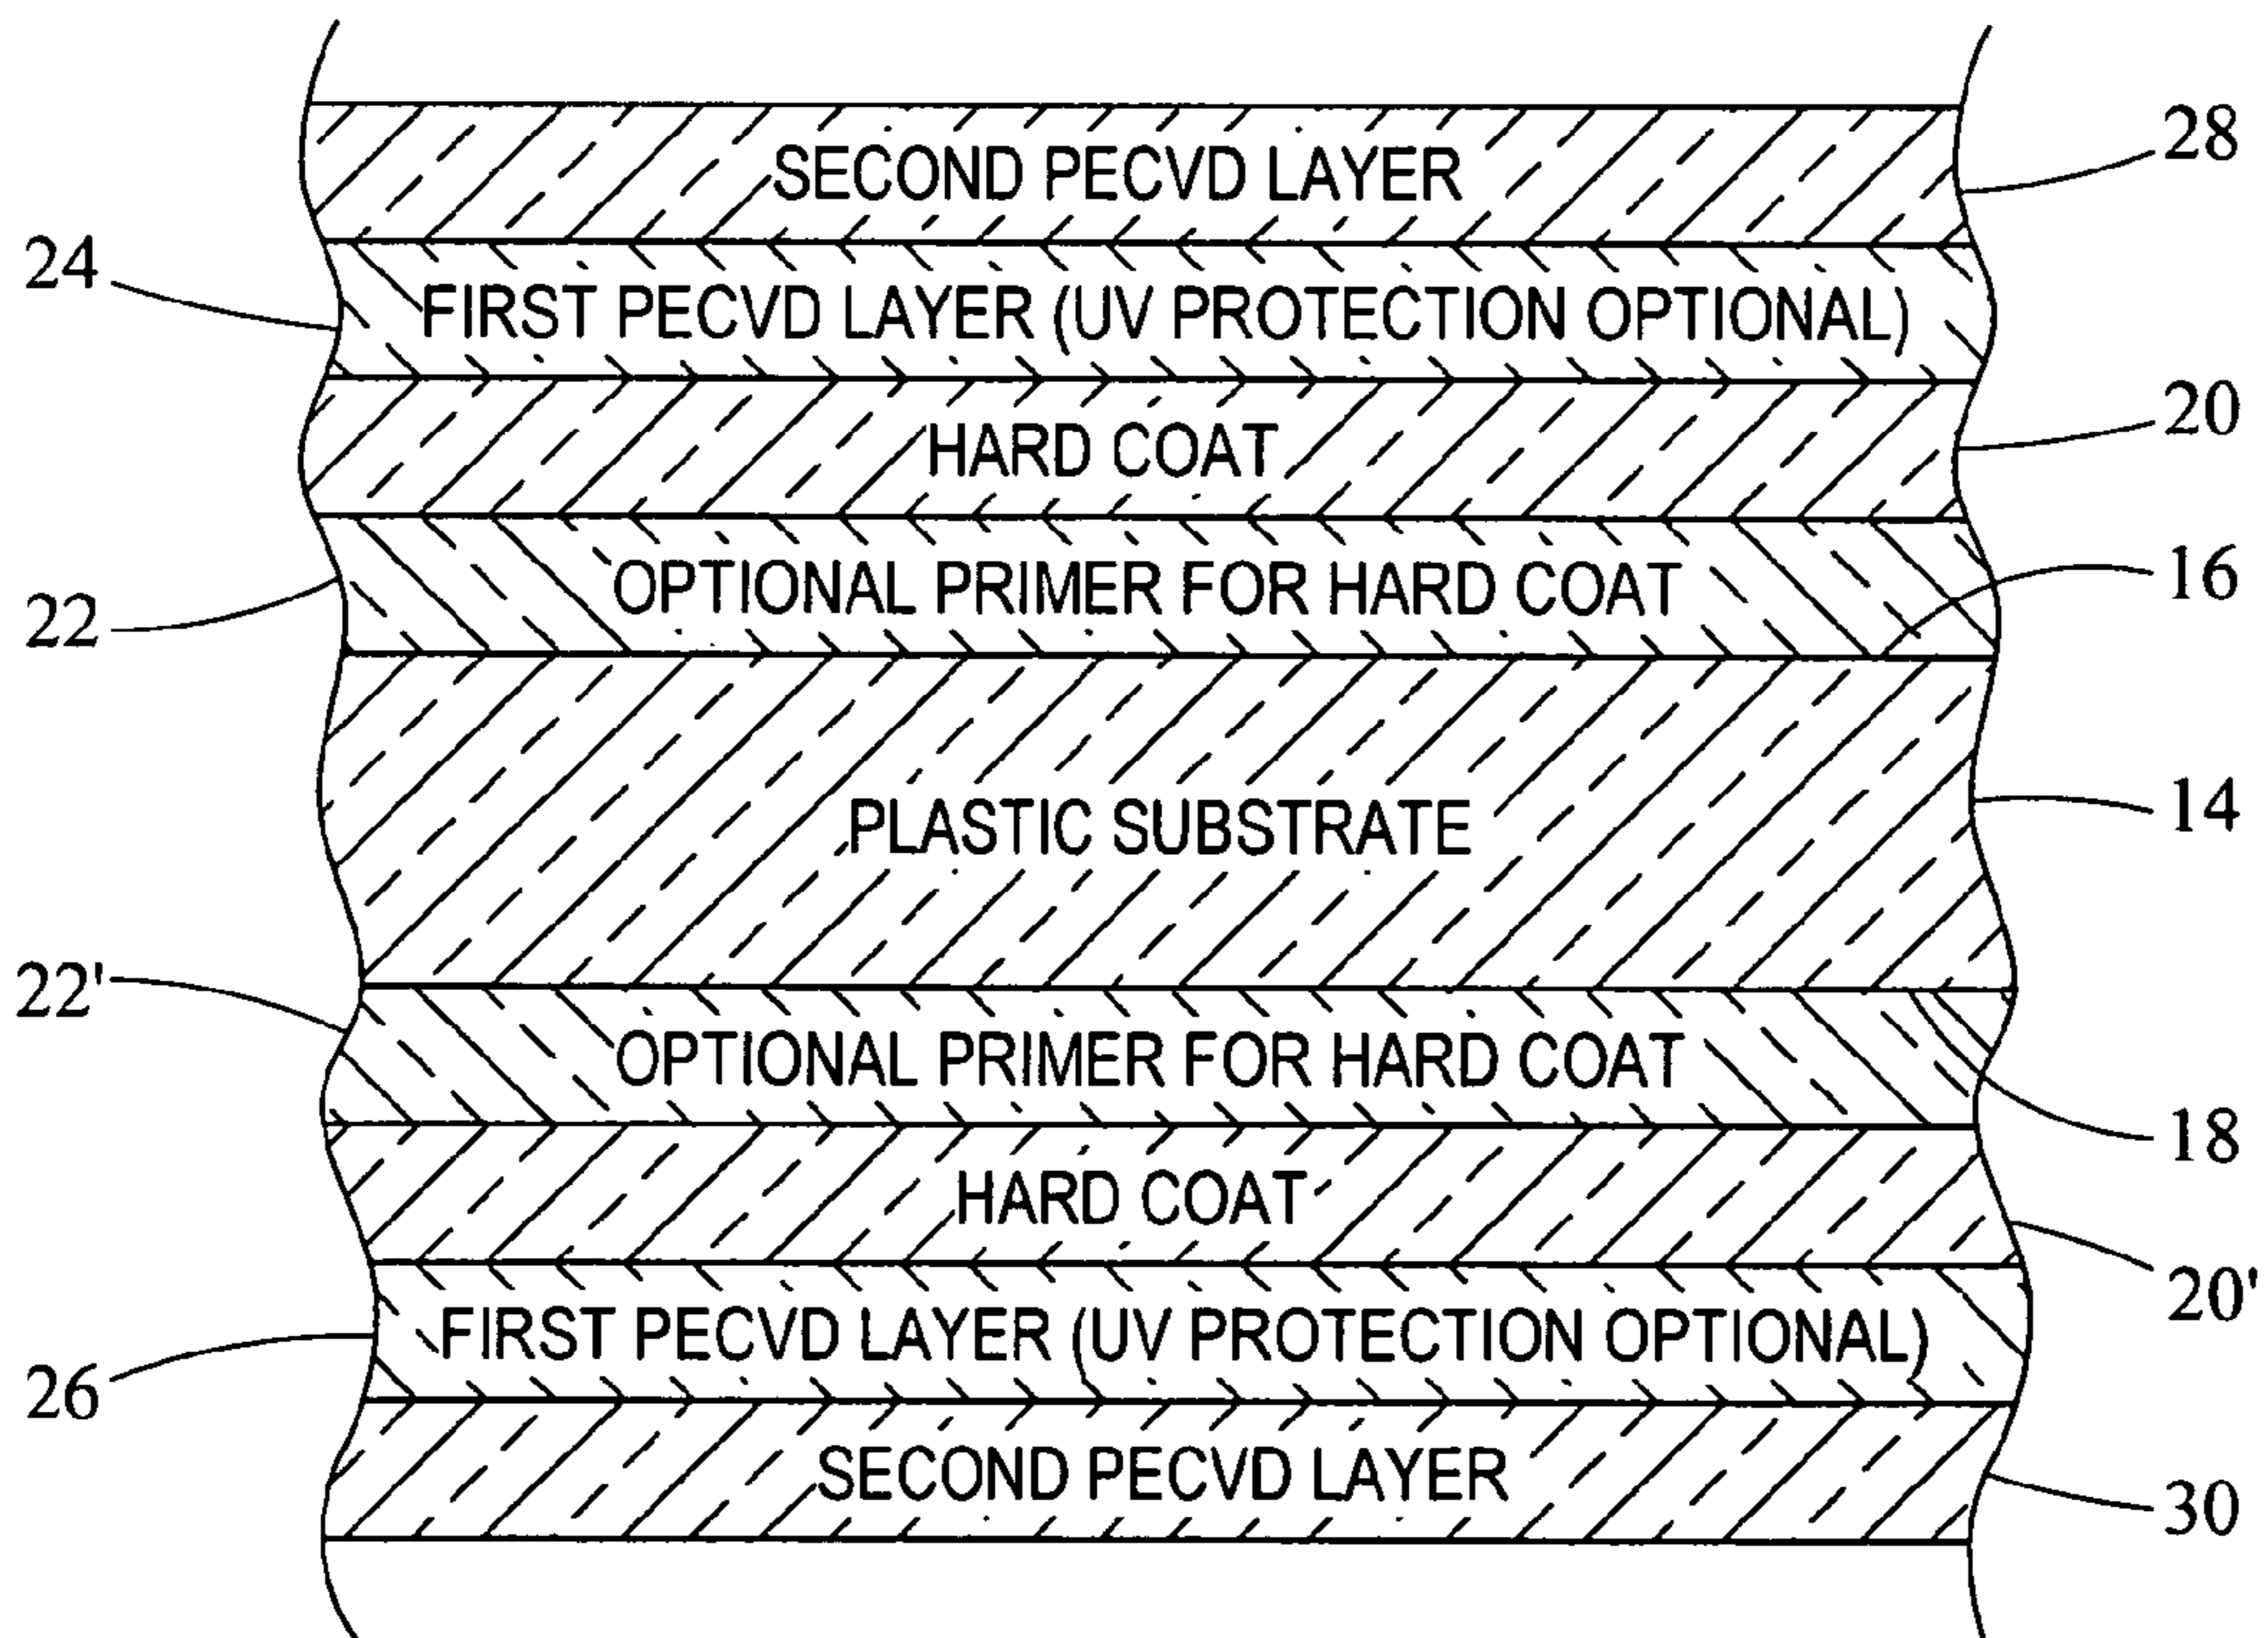 SECOND PECVD LAYER
28
24
FIRST PECVD LAYER (UV PROTECTION OPTIONAL)
HARD COAT
20
OPTIONAL PRIMER FOR HARD COAT
16
22
PLASTIC SUBSTRATE
14
22'
OPTIONAL PRIMER FOR HARD COAT
18
HARD COAT
20'
FIRST PECVD LAYER (UV PROTECTION OPTIONAL)
26
SECOND PECVD LAYER
30